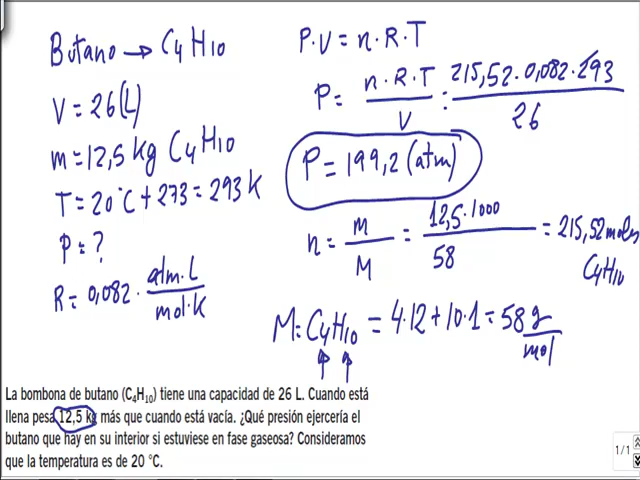 Butano → C4H10
V = 26 (L)
m = 12,5 kg C4H10
T = 20°C + 273 = 293 K
P = ?
R = 0,082 · atm·L / mol·K
P·V = n·R·T
P = n·R·T / V : 215,52·0,082·293 / 26
P = 199,2 (atm)
n = m / M = 12,5·1000 / 58 = 215,52 moles C4H10
M: C4H10 = 4·12 + 10·1 = 58 g / mol
La bombona de butano (C₄H₁₀) tiene una capacidad de 26 L. Cuando está
llena pesa 12,5 kg más que cuando está vacía. ¿Qué presión ejercería el
butano que hay en su interior si estuviese en fase gaseosa? Consideramos
que la temperatura es de 20 °C.
1/1